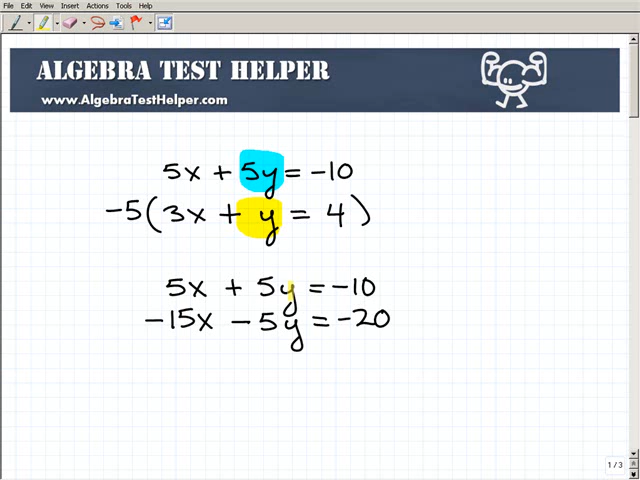 File Edit View Insert Actions Tools Help
ALGEBRA TEST HELPER
www.AlgebraTestHelper.com
5x + 5y = -10
-5(3x + y = 4)
5x + 5y = -10
-15x - 5y = -20
1/3